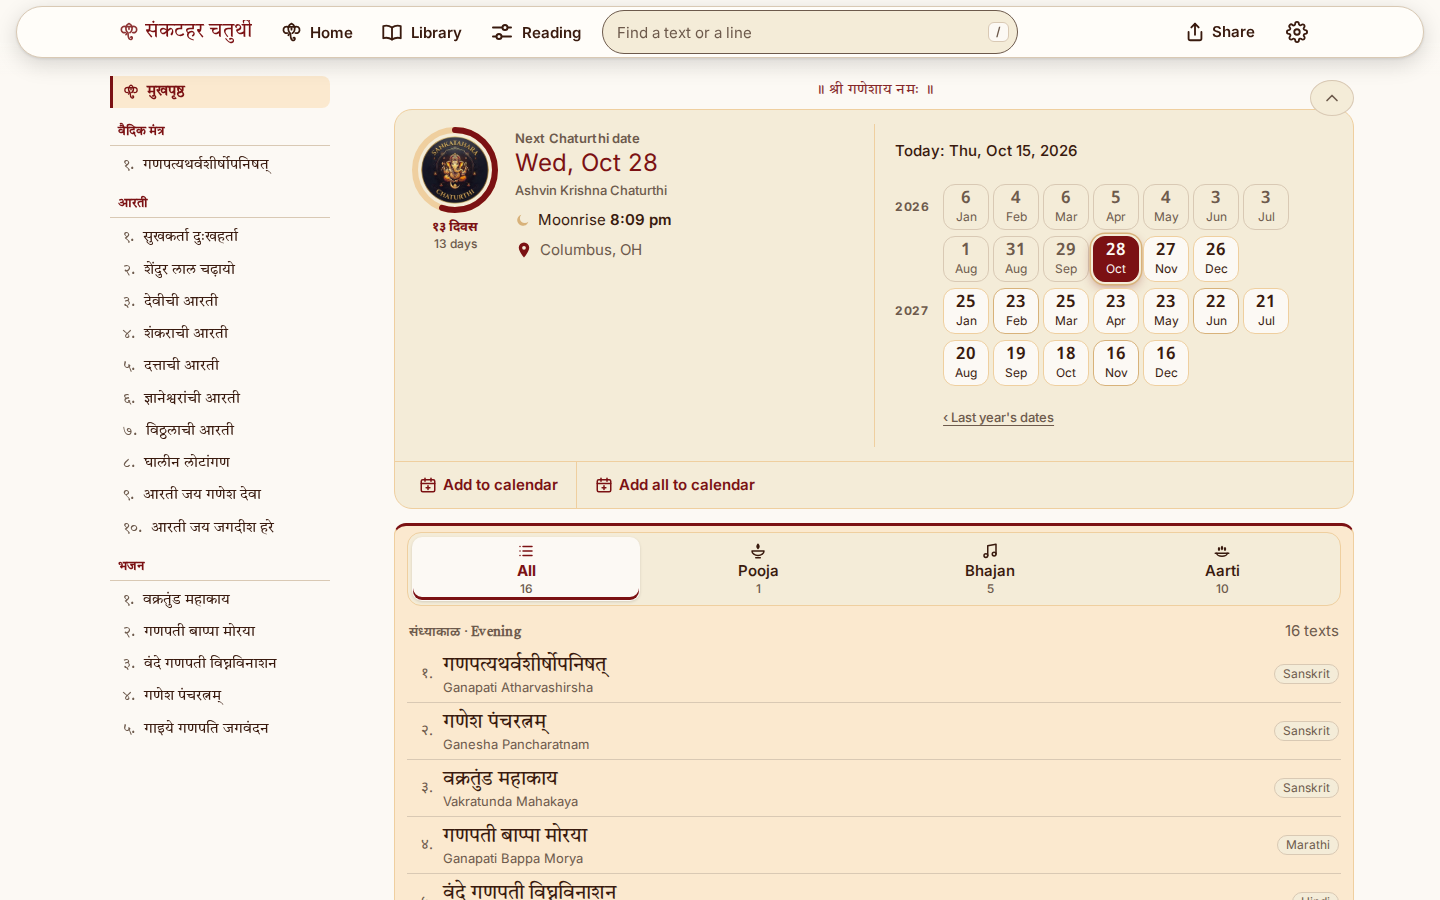 संकटहर चतुर्थी
Home
Library
Reading
Find a text or a line
/
Share
मुखपृष्ठ
वैदिक मंत्र
१. गणपत्यथर्वशीर्षोपनिषत्
आरती
१. सुखकर्ता दुःखहर्ता
२. शेंदुर लाल चढ़ायो
३. देवीची आरती
४. शंकराची आरती
५. दत्ताची आरती
६. ज्ञानेश्वरांची आरती
७. विठ्ठलाची आरती
८. घालीन लोटांगण
९. आरती जय गणेश देवा
१०. आरती जय जगदीश हरे
भजन
१. वक्रतुंड महाकाय
२. गणपती बाप्पा मोरया
३. वंदे गणपती विघ्नविनाशन
४. गणेश पंचरत्नम्
५. गाइये गणपति जगवंदन
॥ श्री गणेशाय नमः ॥
SANKATAHARA
CHATURTHI
१३ दिवस
13 days
Next Chaturthi date
Wed, Oct 28
Ashvin Krishna Chaturthi
Moonrise 8:09 pm
Columbus, OH
Today: Thu, Oct 15, 2026
2026
6 Jan
4 Feb
6 Mar
5 Apr
4 May
3 Jun
3 Jul
1 Aug
31 Aug
29 Sep
28 Oct
27 Nov
26 Dec
2027
25 Jan
23 Feb
25 Mar
23 Apr
23 May
22 Jun
21 Jul
20 Aug
19 Sep
18 Oct
16 Nov
16 Dec
‹ Last year's dates
Add to calendar
Add all to calendar
All
16
Pooja
1
Bhajan
5
Aarti
10
संध्याकाळ · Evening
16 texts
१. गणपत्यथर्वशीर्षोपनिषत्
Ganapati Atharvashirsha
Sanskrit
२. गणेश पंचरत्नम्
Ganesha Pancharatnam
Sanskrit
३. वक्रतुंड महाकाय
Vakratunda Mahakaya
Sanskrit
४. गणपती बाप्पा मोरया
Ganapati Bappa Morya
Marathi
वंदे गणपती विघ्नविनाशन